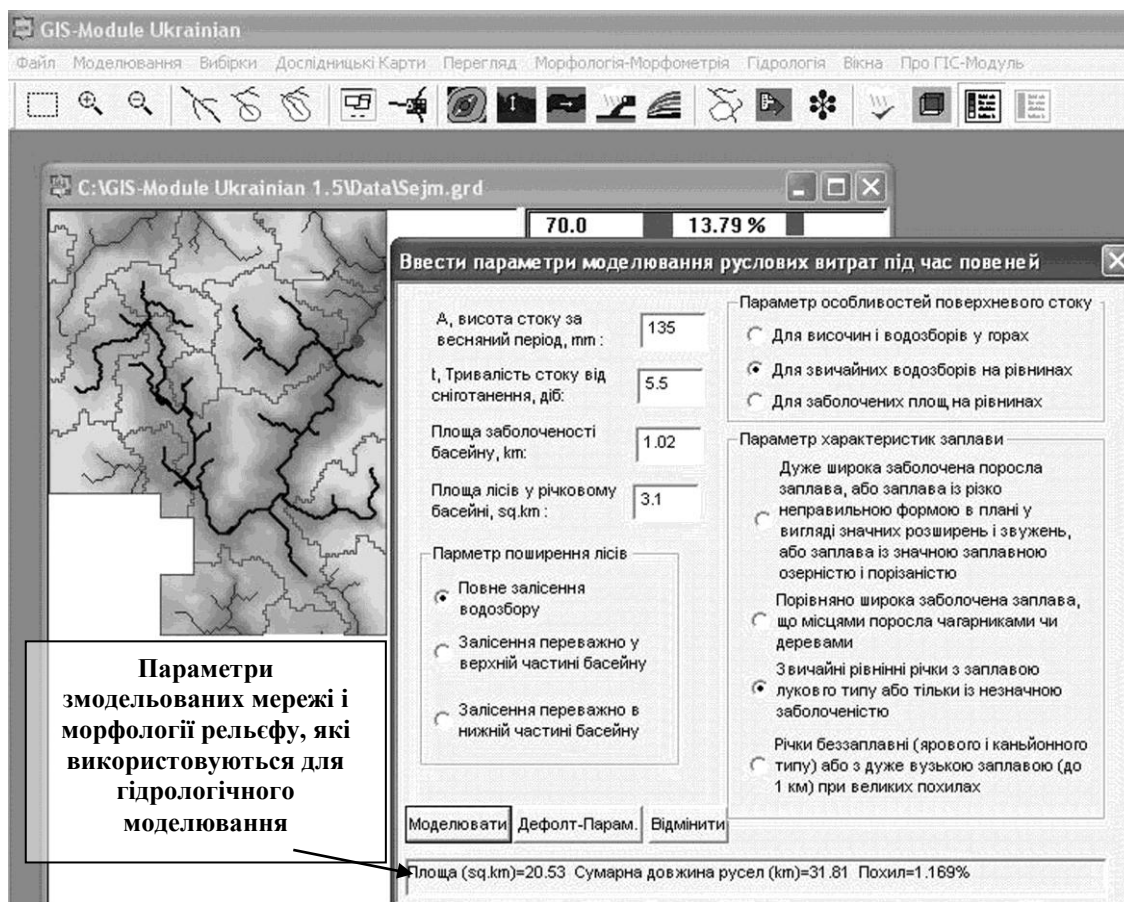 GIS-Module Ukrainian
Файл Моделювання Вибірки Дослідницькі Карти Перегляд Морфологія-Морфометрія Гідрологія Вікна Про ГІС-Модуль
C:\GIS-Module Ukrainian 1.5\Data\Sejm.grd
70.0 13.79 %
Ввести параметри моделювання руслових витрат під час повеней
А, висота стоку за
весняний період, mm :
135
t, Тривалість стоку від
сніготанення, діб:
5.5
Площа заболоченості
басейну, km:
1.02
Площа лісів у річковому
басейні, sq.km :
3.1
Парметр поширення лісів
Повне залісення
водозбору
Залісення переважно у
верхній частині басейну
Залісення переважно в
нижній частині басейну
Параметр особливостей поверхневого стоку
Для височин і водозборів у горах
Для звичайних водозборів на рівнинах
Для заболочених площ на рівнинах
Параметр характеристик заплави
Дуже широка заболочена поросла
заплава, або заплава із різко
неправильною формою в плані у
вигляді значних розширень і звужень,
або заплава із значною заплавною
озерністю і порізаністю
Порівняно широка заболочена заплава,
що місцями поросла чагарниками чи
деревами
Звичайні рівнинні річки з заплавою
лукового типу або тільки із незначною
заболоченістю
Річки беззаплавні (ярового і каньйонного
типу) або з дуже вузькою заплавою (до
1 км) при великих похилах
Моделювати Дефолт-Парам. Відмінити
Площа (sq.km)=20.53 Сумарна довжина русел (km)=31.81 Похил=1.169%
Параметри
змодельованих мережі і
морфології рельєфу, які
використовуються для
гідрологічного
моделювання